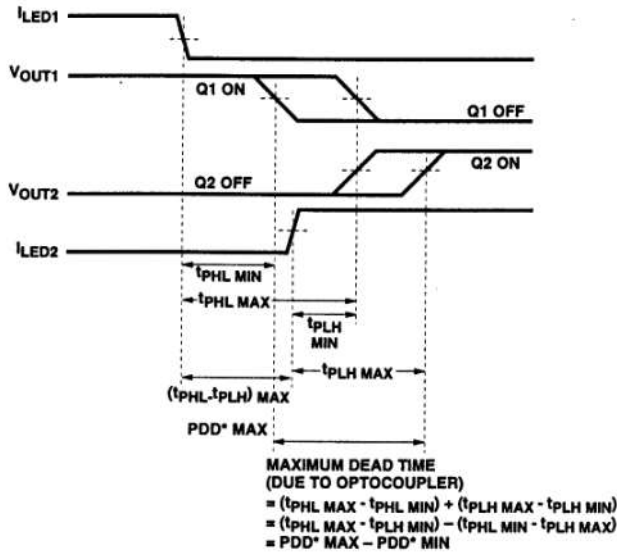 ILED1
VOUT1
Q1 ON
Q1 OFF
Q2 ON
VOUT2
Q2 OFF
ILED2
tPHL MIN
tPHL MAX
tPLH
MIN
tPLH MAX
(tPHL-tPLH) MAX
PDD* MAX
MAXIMUM DEAD TIME
(DUE TO OPTOCOUPLER)
= (tPHL MAX - tPHL MIN) + (tPLH MAX - tPLH MIN)
= (tPHL MAX - tPLH MIN) – (tPHL MIN - tPLH MAX)
= PDD* MAX – PDD* MIN